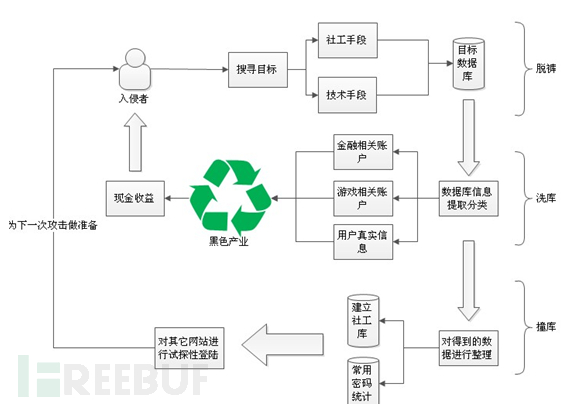 社工手段
目标
数据
库
搜寻目标
脱裤
入侵者
技术手段
金融相关账
户
现金收益
游戏相关账
户
数据库信息
提取分类
洗库
为下一次攻击做准备
黑色产业
用户真实信
息
建立
社工
库
撞库
对其它网站进
行试探性登陆
对得到的数
据进行整理
常用
密码
统计
FREEBUF